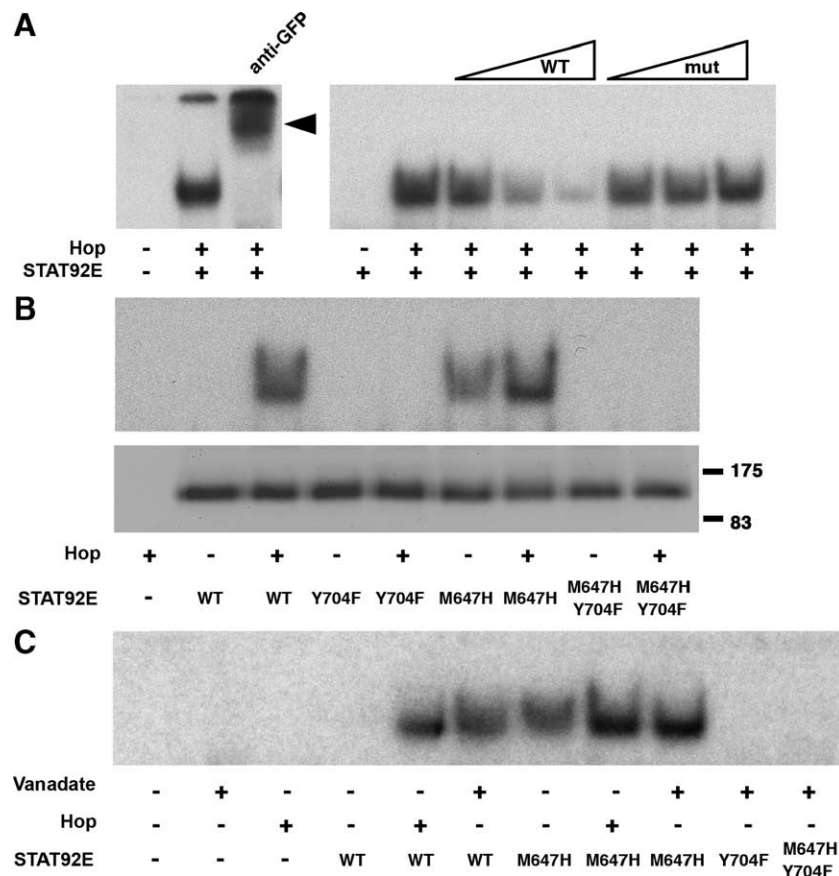 A
anti-GFP
WT
mut
Hop - + + - + + + + + + +
STAT92E - + + + + + + + + + +
B
175
83
Hop + - + - + - + - +
STAT92E - WT WT Y704F Y704F M647H M647H M647H Y704F M647H Y704F
C
Vanadate - + - - - + - - + + +
Hop - - + - + - - + - - -
STAT92E - - - WT WT WT M647H M647H M647H Y704F M647H Y704F